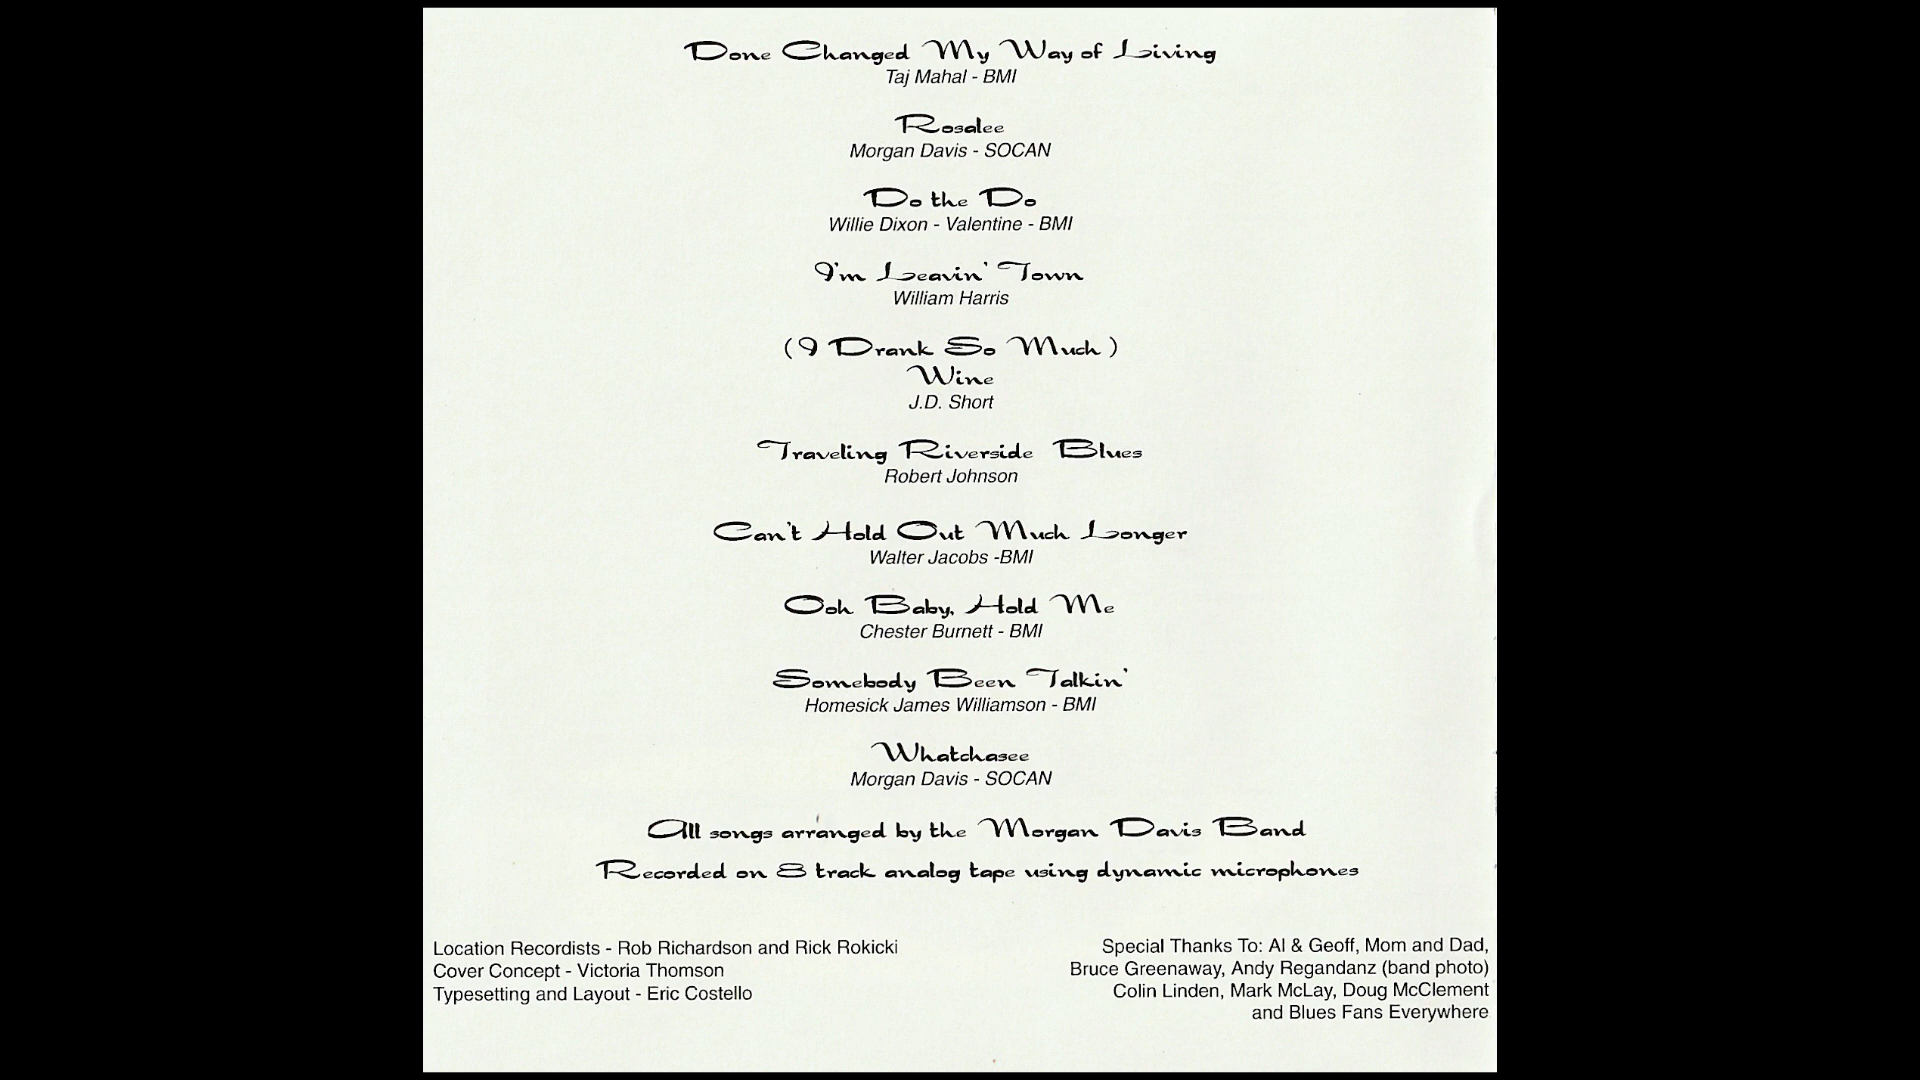 Done Changed My Way of Living
Taj Mahal - BMI
Rosalee
Morgan Davis - SOCAN
Do the Do
Willie Dixon - Valentine - BMI
I'm Leavin' Town
William Harris
(I Drank So Much)
Wine
J.D. Short
Traveling Riverside Blues
Robert Johnson
Can't Hold Out Much Longer
Walter Jacobs -BMI
Ooh Baby, Hold Me
Chester Burnett - BMI
Somebody Been Talkin'
Homesick James Williamson - BMI
Whatchasee
Morgan Davis - SOCAN
All songs arranged by the Morgan Davis Band
Recorded on 8 track analog tape using dynamic microphones
Location Recordists - Rob Richardson and Rick Rokicki
Cover Concept - Victoria Thomson
Typesetting and Layout - Eric Costello
Special Thanks To: Al & Geoff, Mom and Dad,
Bruce Greenaway, Andy Regandanz (band photo)
Colin Linden, Mark McLay, Doug McClement
and Blues Fans Everywhere